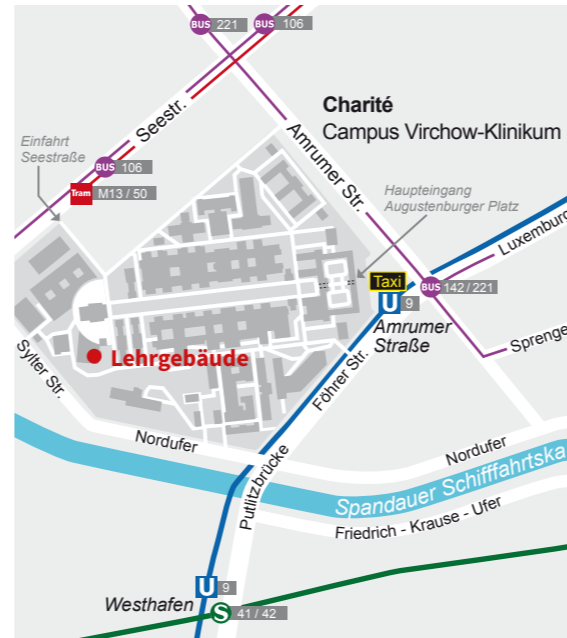 BUS 221
BUS 106
Seestr.
Charité
Campus Virchow-Klinikum
Amrumer Str.
Einfahrt
Seestraße
BUS 106
Tram M13 / 50
Haupteingang
Augustenburger Platz
Luxemburg
Taxi
U 9
BUS 142 / 221
Amrumer
Straße
Sprenge
Lehrgebäude
Sylter Str.
Föhrer Str.
Nordufer
Nordufer
Putlitzbrücke
Spandauer Schifffahrtska
Friedrich - Krause - Ufer
U 9
Westhafen
S 41 / 42